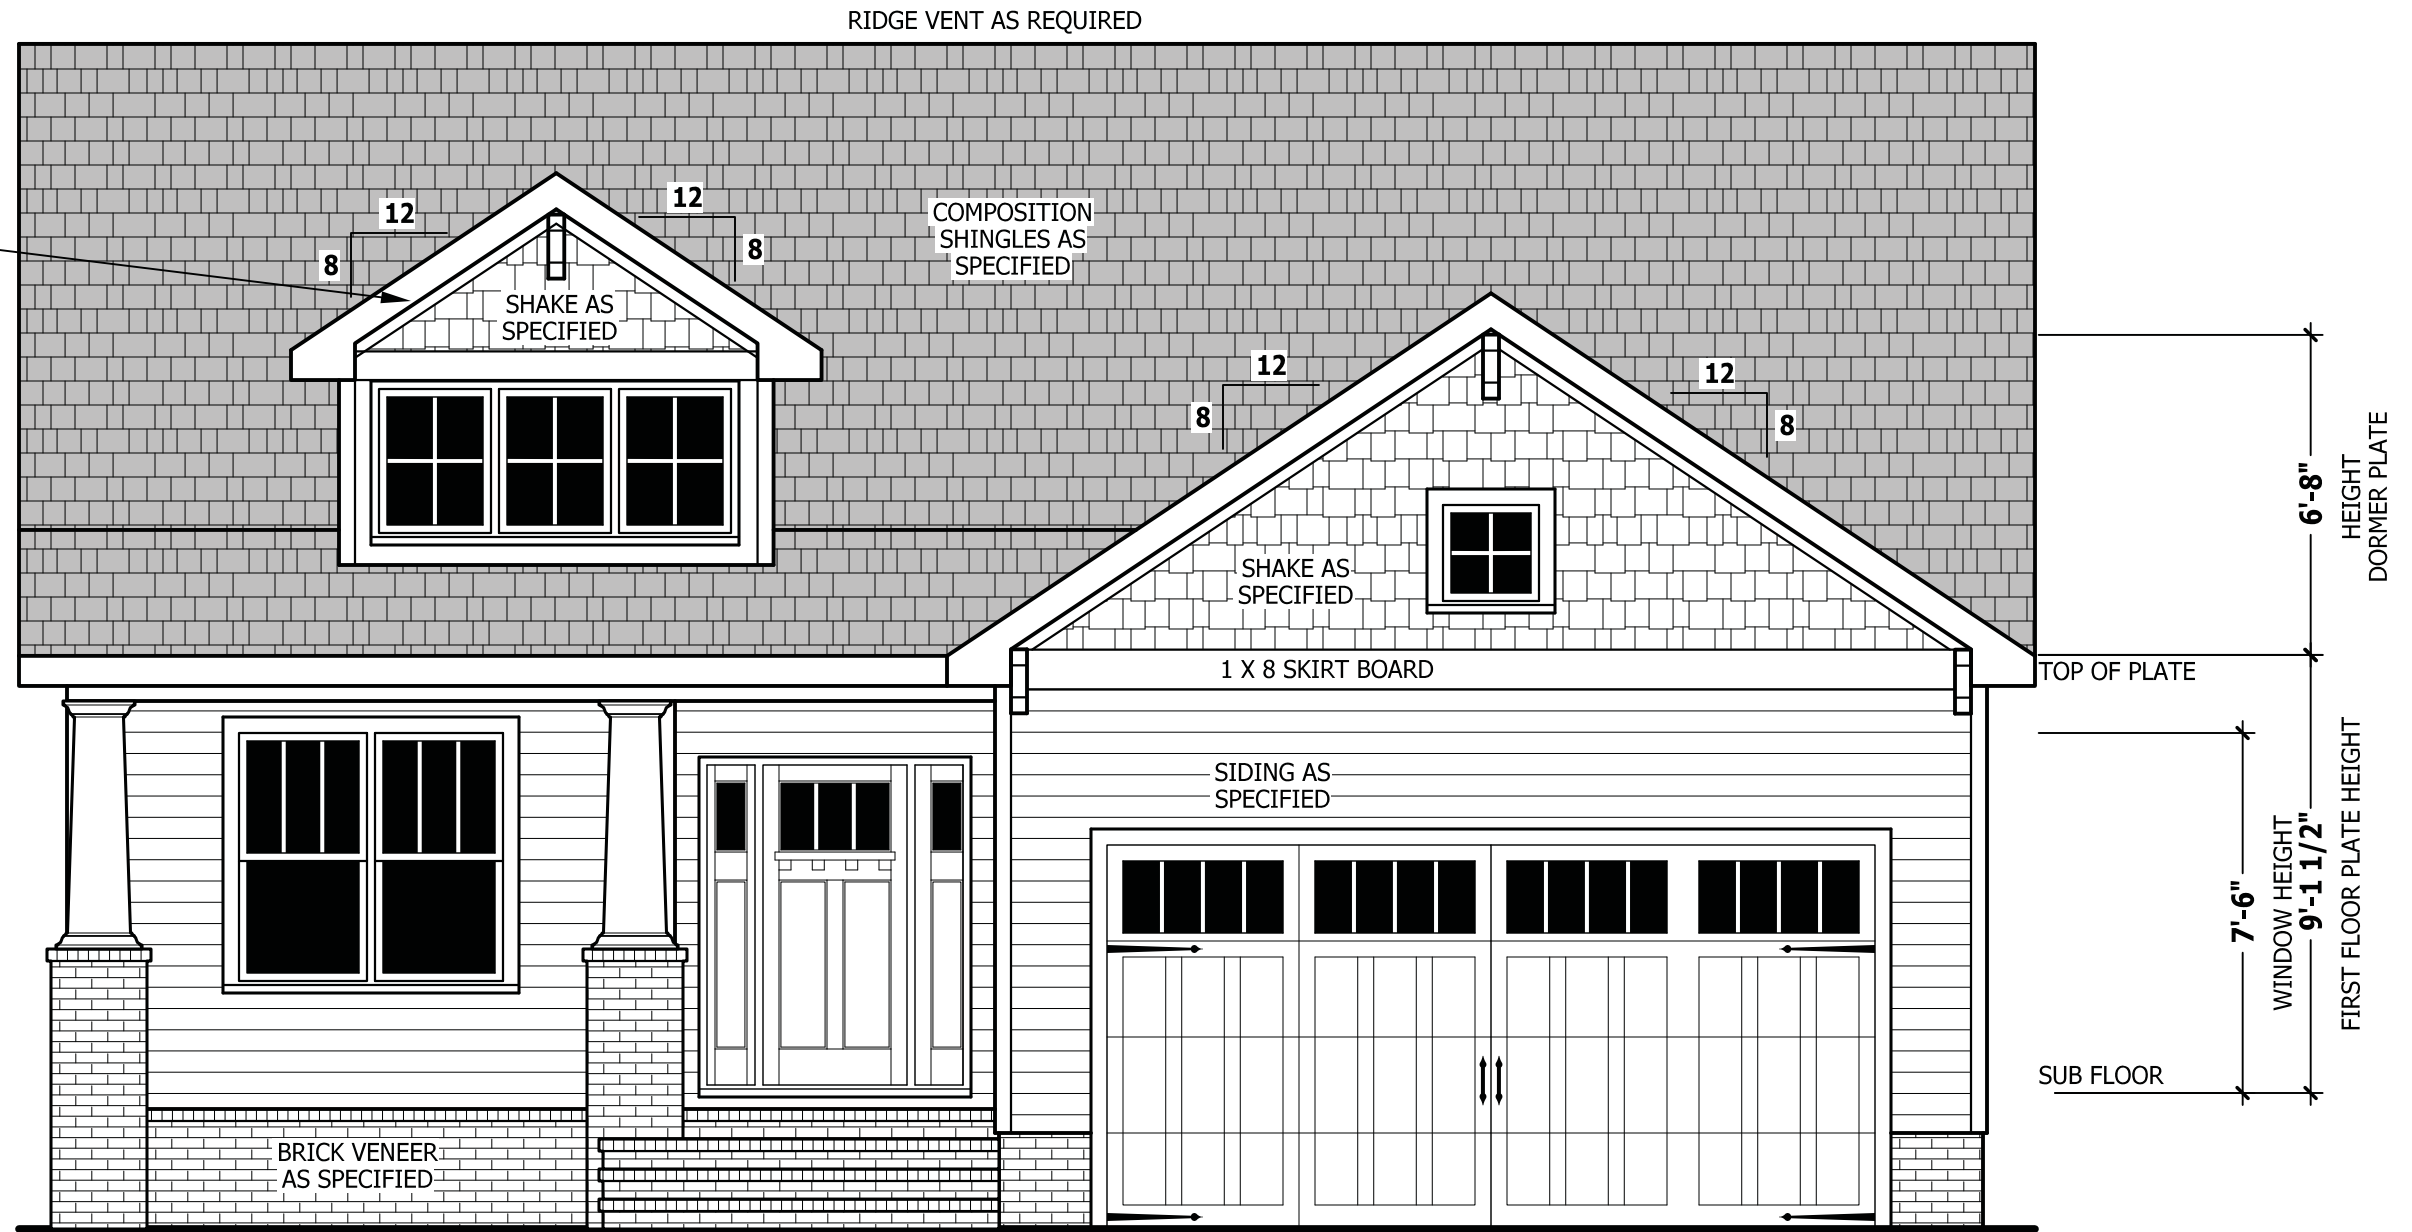 RIDGE VENT AS REQUIRED
12
8
12
8
COMPOSITION
SHINGLES AS
SPECIFIED
SHAKE AS
SPECIFIED
12
8
12
8
SHAKE AS
SPECIFIED
1 X 8 SKIRT BOARD
SIDING AS
SPECIFIED
BRICK VENEER
AS SPECIFIED
6'-8"
HEIGHT
DORMER PLATE
TOP OF PLATE
7'-6"
WINDOW HEIGHT
9'-1 1/2"
FIRST FLOOR PLATE HEIGHT
SUB FLOOR